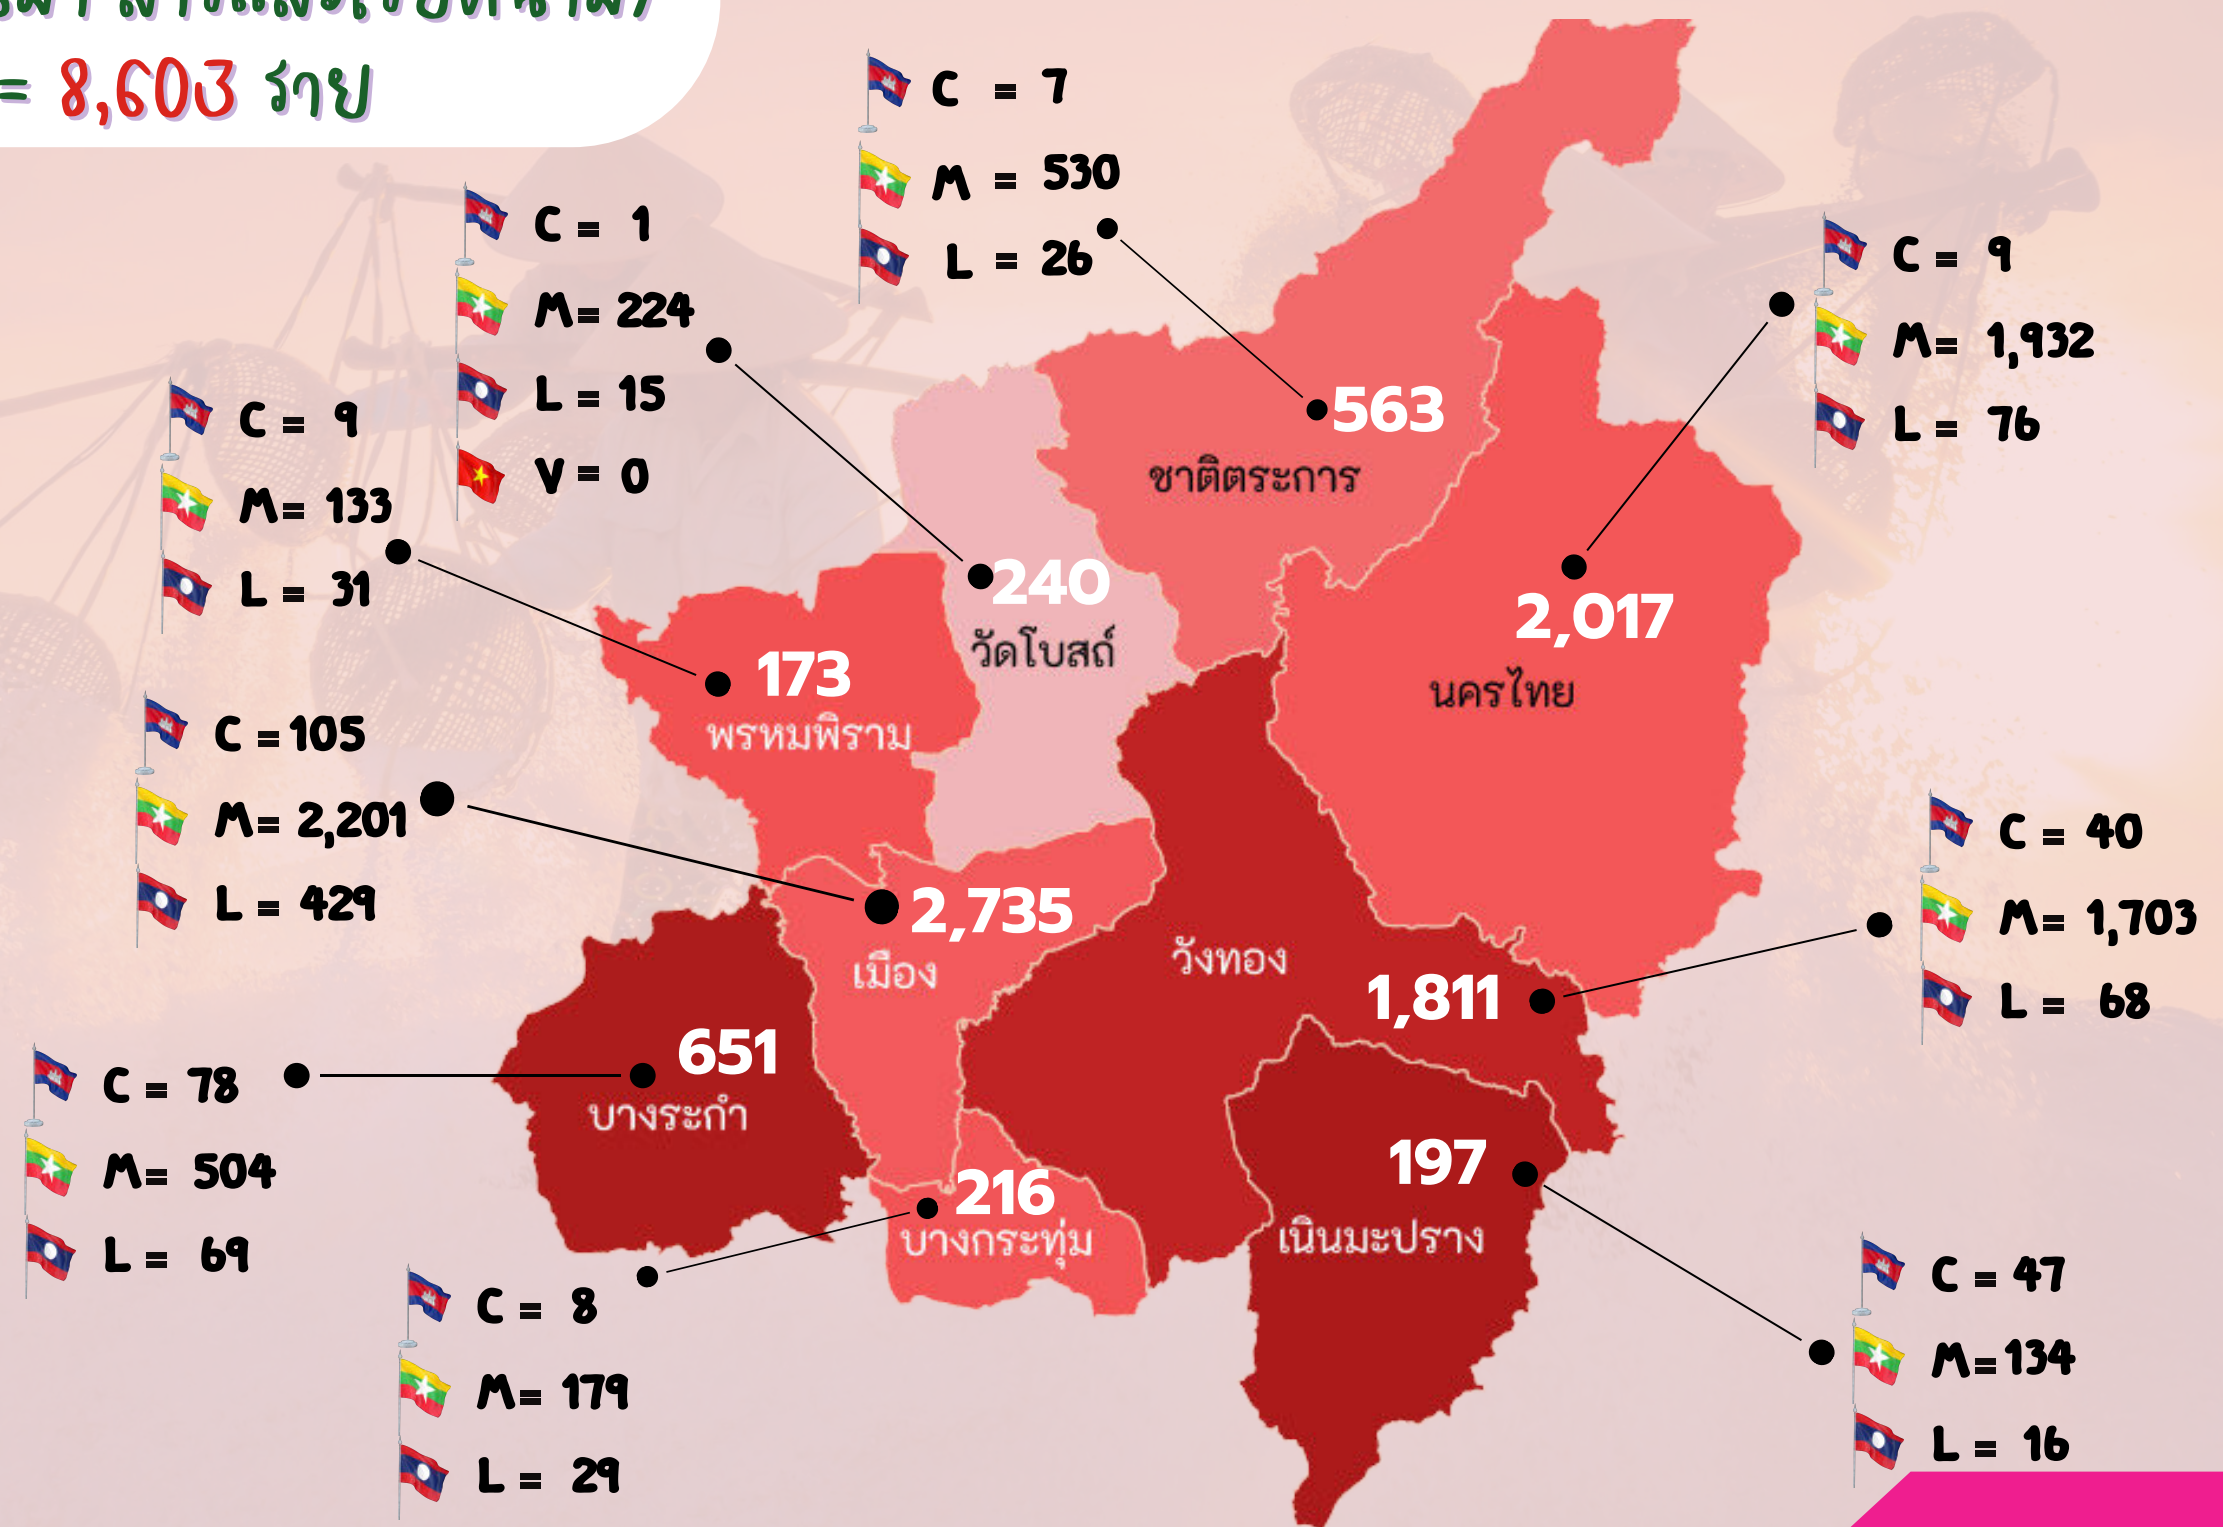 = 8,603 ราย
C = 7
M = 530
L = 26
C = 1
M = 224
L = 15
V = 0
C = 9
M = 1,932
L = 76
C = 9
M = 133
L = 31
563
ชาติตระการ
240
วัดโบสถ์
2,017
นครไทย
173
พรหมพิราม
C = 105
M = 2,201
L = 429
2,735
เมือง
วังทอง
1,811
C = 40
M = 1,703
L = 68
C = 78
M = 504
L = 69
651
บางระกำ
216
บางกระทุ่ม
197
เนินมะปราง
C = 8
M = 179
L = 29
C = 47
M = 134
L = 16